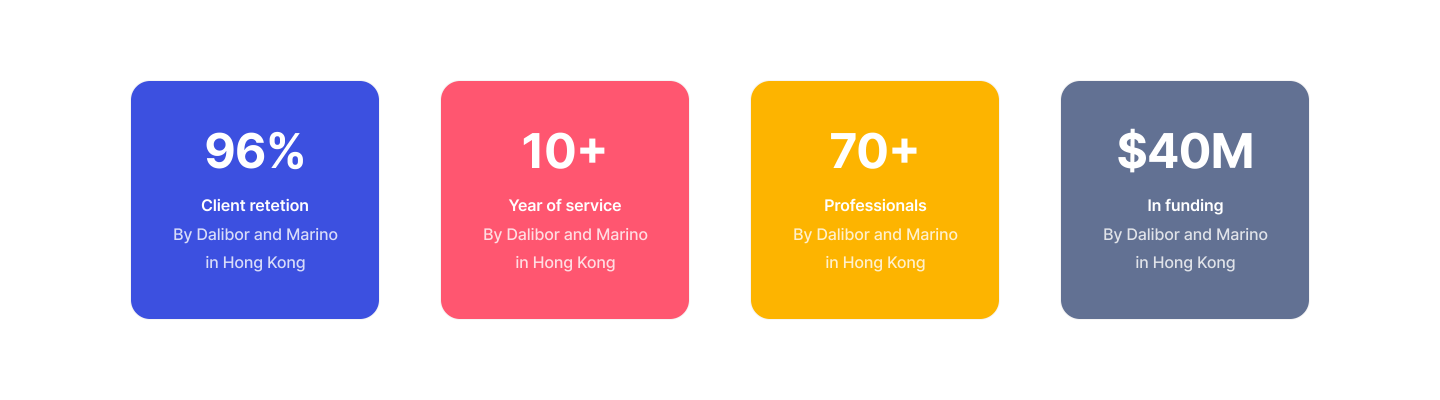 96%
Client retetion
By Dalibor and Marino
in Hong Kong
10+
Year of service
By Dalibor and Marino
in Hong Kong
70+
Professionals
By Dalibor and Marino
in Hong Kong
$40M
In funding
By Dalibor and Marino
in Hong Kong